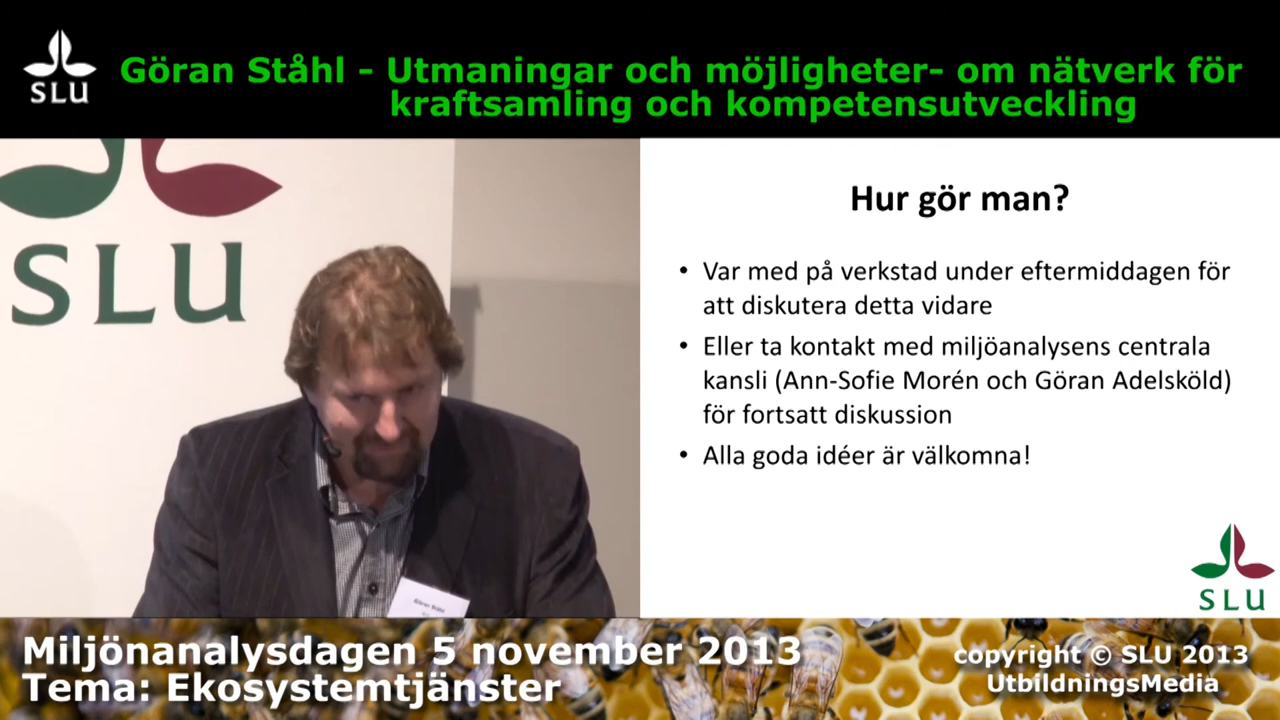 SLU
Göran Ståhl - Utmaningar och möjligheter- om nätverk för
kraftsamling och kompetensutveckling
SLU
Göran Ståhl
Hur gör man?
• Var med på verkstad under eftermiddagen för
att diskutera detta vidare
• Eller ta kontakt med miljöanalysens centrala
kansli (Ann-Sofie Morén och Göran Adelsköld)
för fortsatt diskussion
• Alla goda idéer är välkomna!
SLU
Miljönanalysdagen 5 november 2013
Tema: Ekosystemtjänster
copyright © SLU 2013
UtbildningsMedia